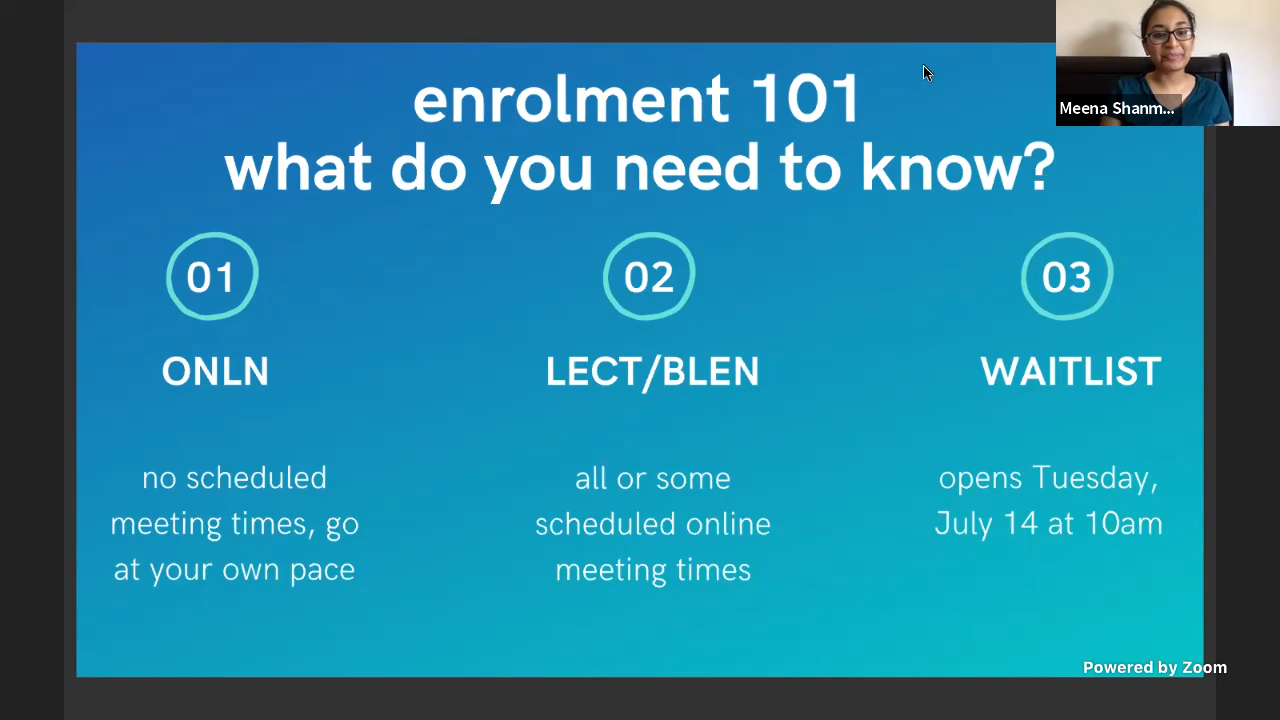 enrolment 101
what do you need to know?
Meena Shanm...
01
02
03
ONLN
LECT/BLEN
WAITLIST
no scheduled
meeting times, go
at your own pace
all or some
scheduled online
meeting times
opens Tuesday,
July 14 at 10am
Powered by Zoom